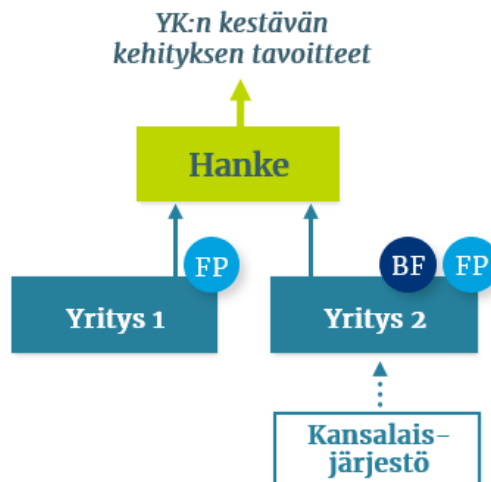 YK:n kestävän
kehityksen tavoitteet
Hanke
FP
BF FP
Yritys 1
Yritys 2
Kansalais-
järjestö